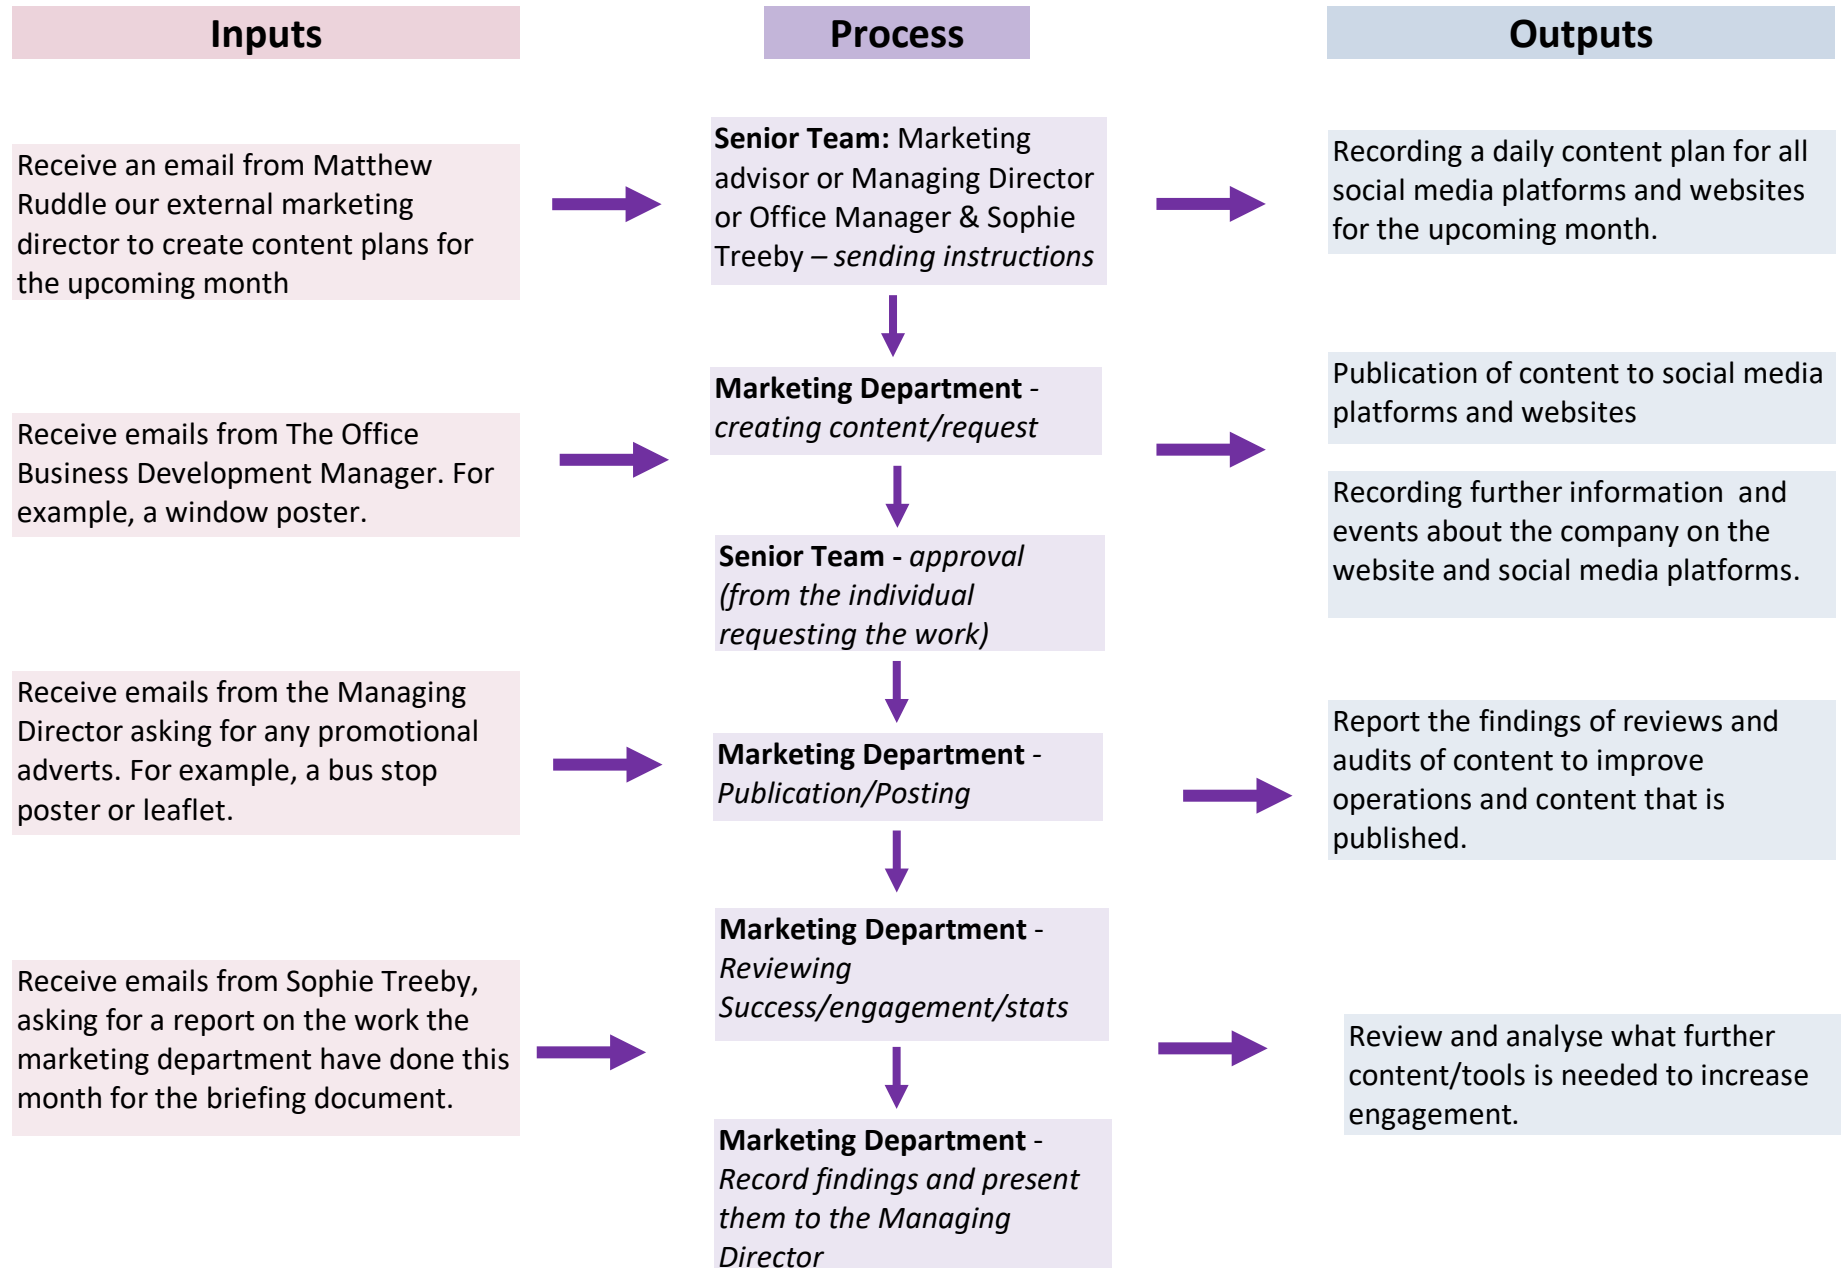 Inputs
Process
Outputs
Receive an email from Matthew
Ruddle our external marketing
director to create content plans for
the upcoming month
Senior Team: Marketing
advisor or Managing Director
or Office Manager & Sophie
Treeby – sending instructions
Recording a daily content plan for all
social media platforms and websites
for the upcoming month.
Receive emails from The Office
Business Development Manager. For
example, a window poster.
Marketing Department -
creating content/request
Publication of content to social media
platforms and websites
Senior Team - approval
(from the individual
requesting the work)
Recording further information  and
events about the company on the
website and social media platforms.
Receive emails from the Managing
Director asking for any promotional
adverts. For example, a bus stop
poster or leaflet.
Marketing Department -
Publication/Posting
Report the findings of reviews and
audits of content to improve
operations and content that is
published.
Receive emails from Sophie Treeby,
asking for a report on the work the
marketing department have done this
month for the briefing document.
Marketing Department -
Reviewing
Success/engagement/stats
Review and analyse what further
content/tools is needed to increase
engagement.
Marketing Department -
Record findings and present
them to the Managing
Director